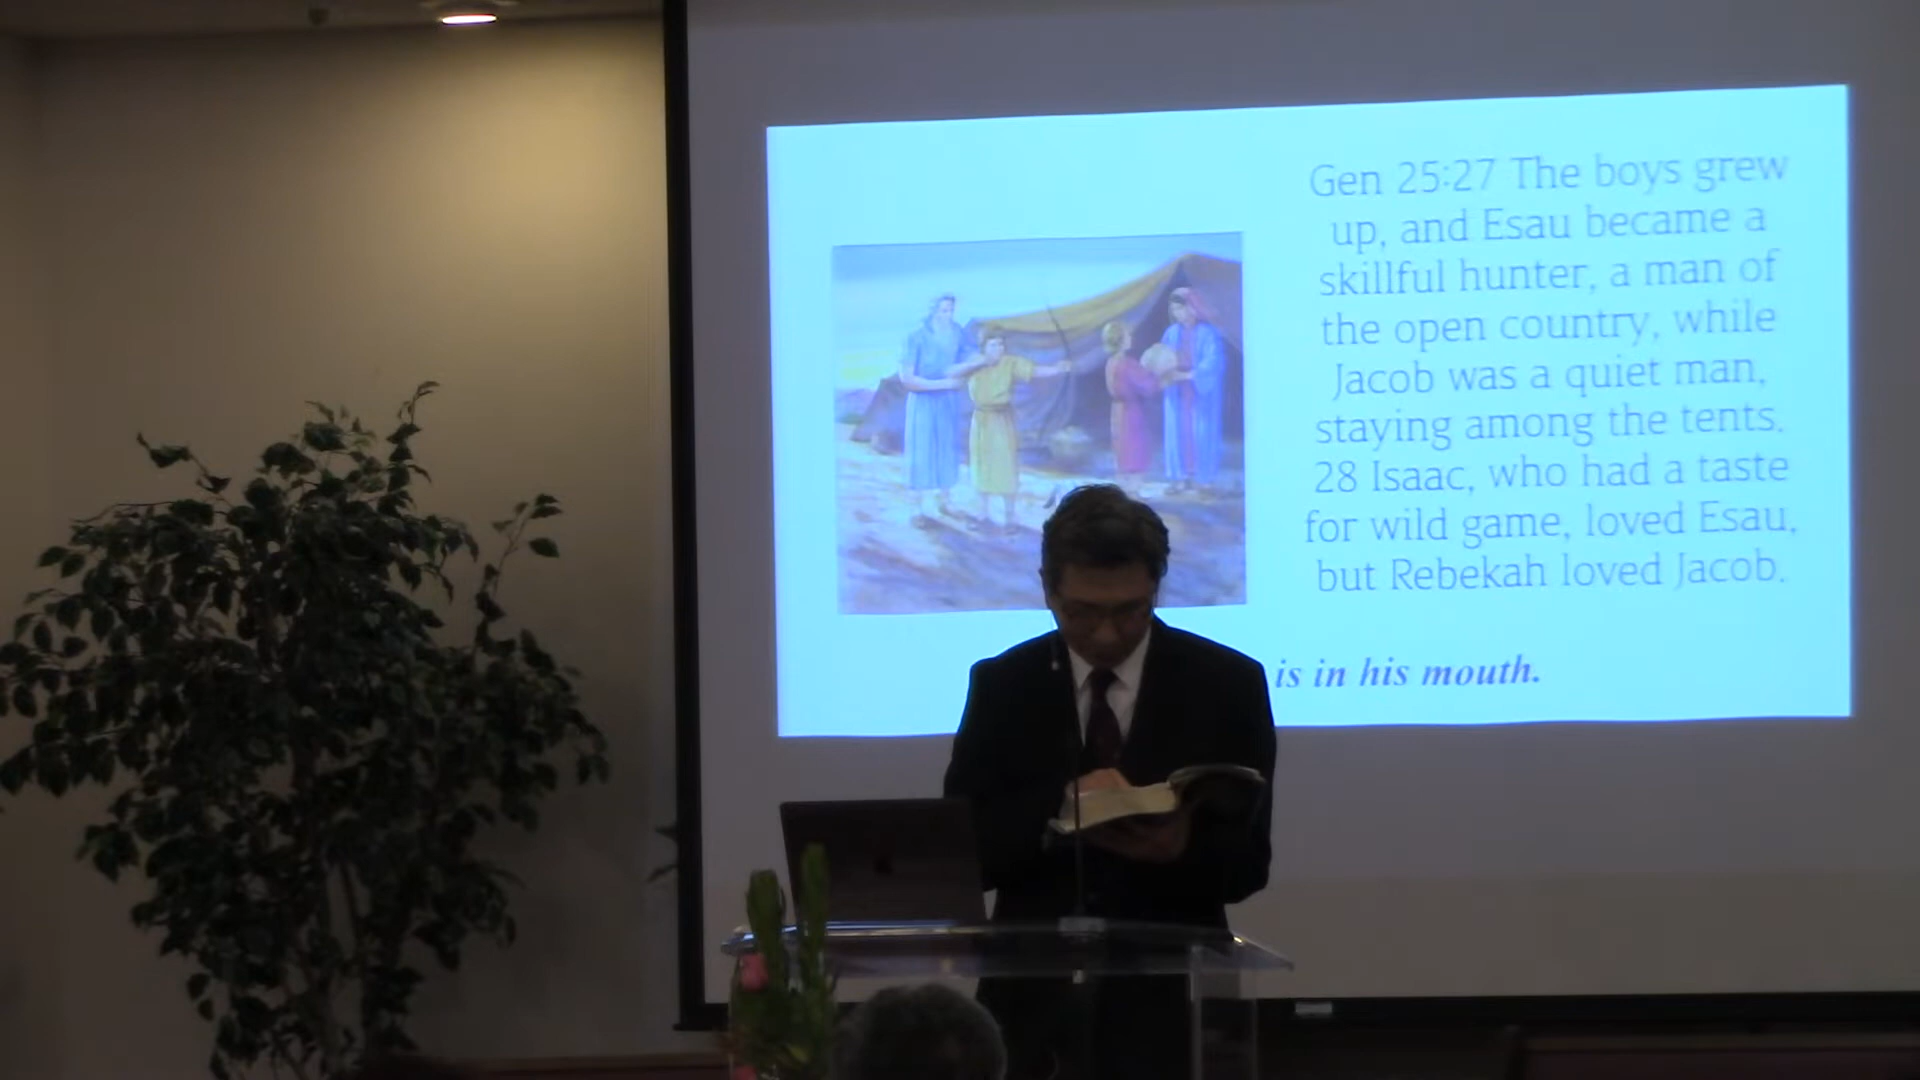 Gen 25:27 The boys grew
up, and Esau became a
skillful hunter, a man of
the open country, while
Jacob was a quiet man,
staying among the tents.
28 Isaac, who had a taste
for wild game, loved Esau,
but Rebekah loved Jacob.
is in his mouth.